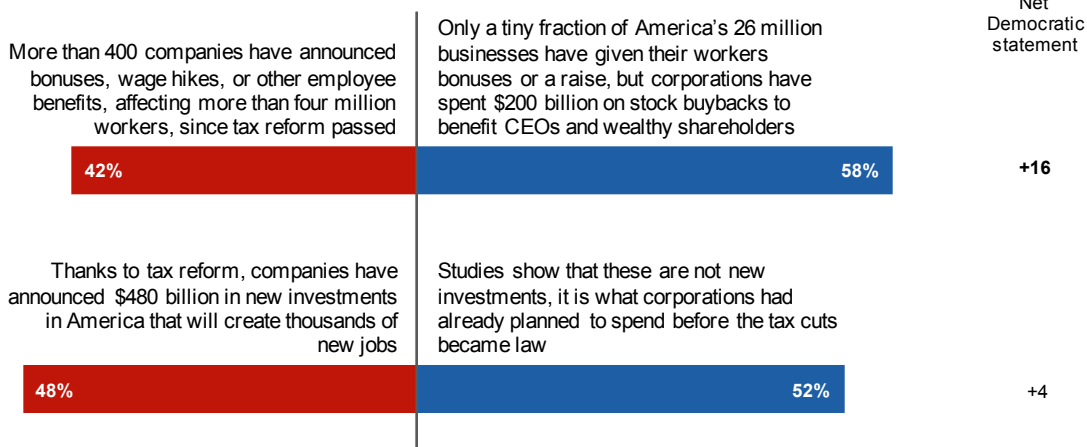 Net
Democratic
statement
More than 400 companies have announced
bonuses, wage hikes, or other employee
benefits, affecting more than four million
workers, since tax reform passed
Only a tiny fraction of America's 26 million
businesses have given their workers
bonuses or a raise, but corporations have
spent $200 billion on stock buybacks to
benefit CEOs and wealthy shareholders
42%
58%
+16
Thanks to tax reform, companies have
announced $480 billion in new investments
in America that will create thousands of
new jobs
Studies show that these are not new
investments, it is what corporations had
already planned to spend before the tax cuts
became law
48%
52%
+4